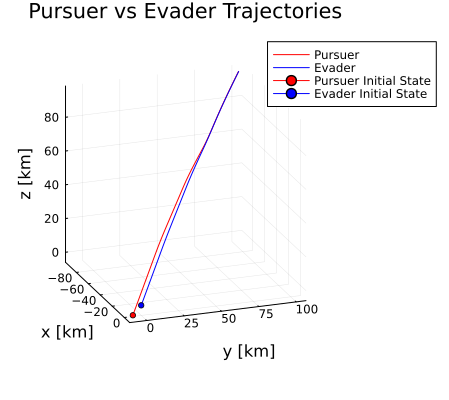 Pursuer vs Evader Trajectories
Pursuer
Evader
Pursuer Initial State
Evader Initial State
z [km]
80
60
40
20
0
−80
−60
−40
−20
0
x [km]
0
25
50
75
100
y [km]